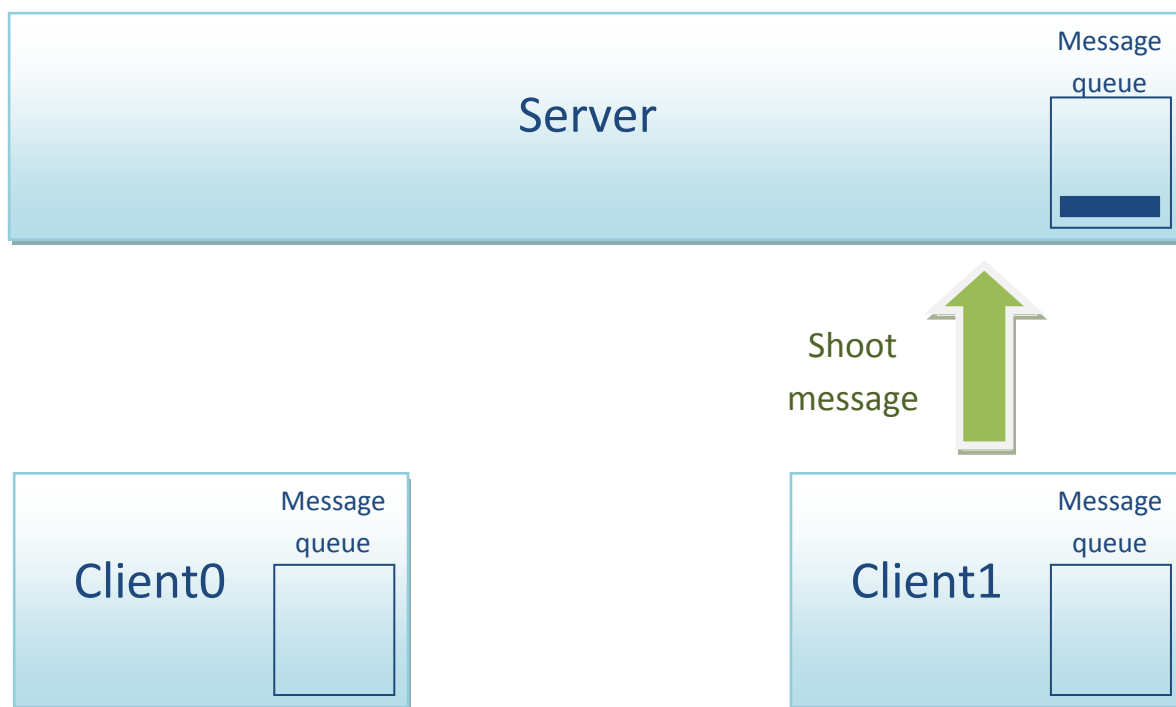 Message
queue
Server
Shoot
message
Message
queue
Client0
Message
queue
Client1